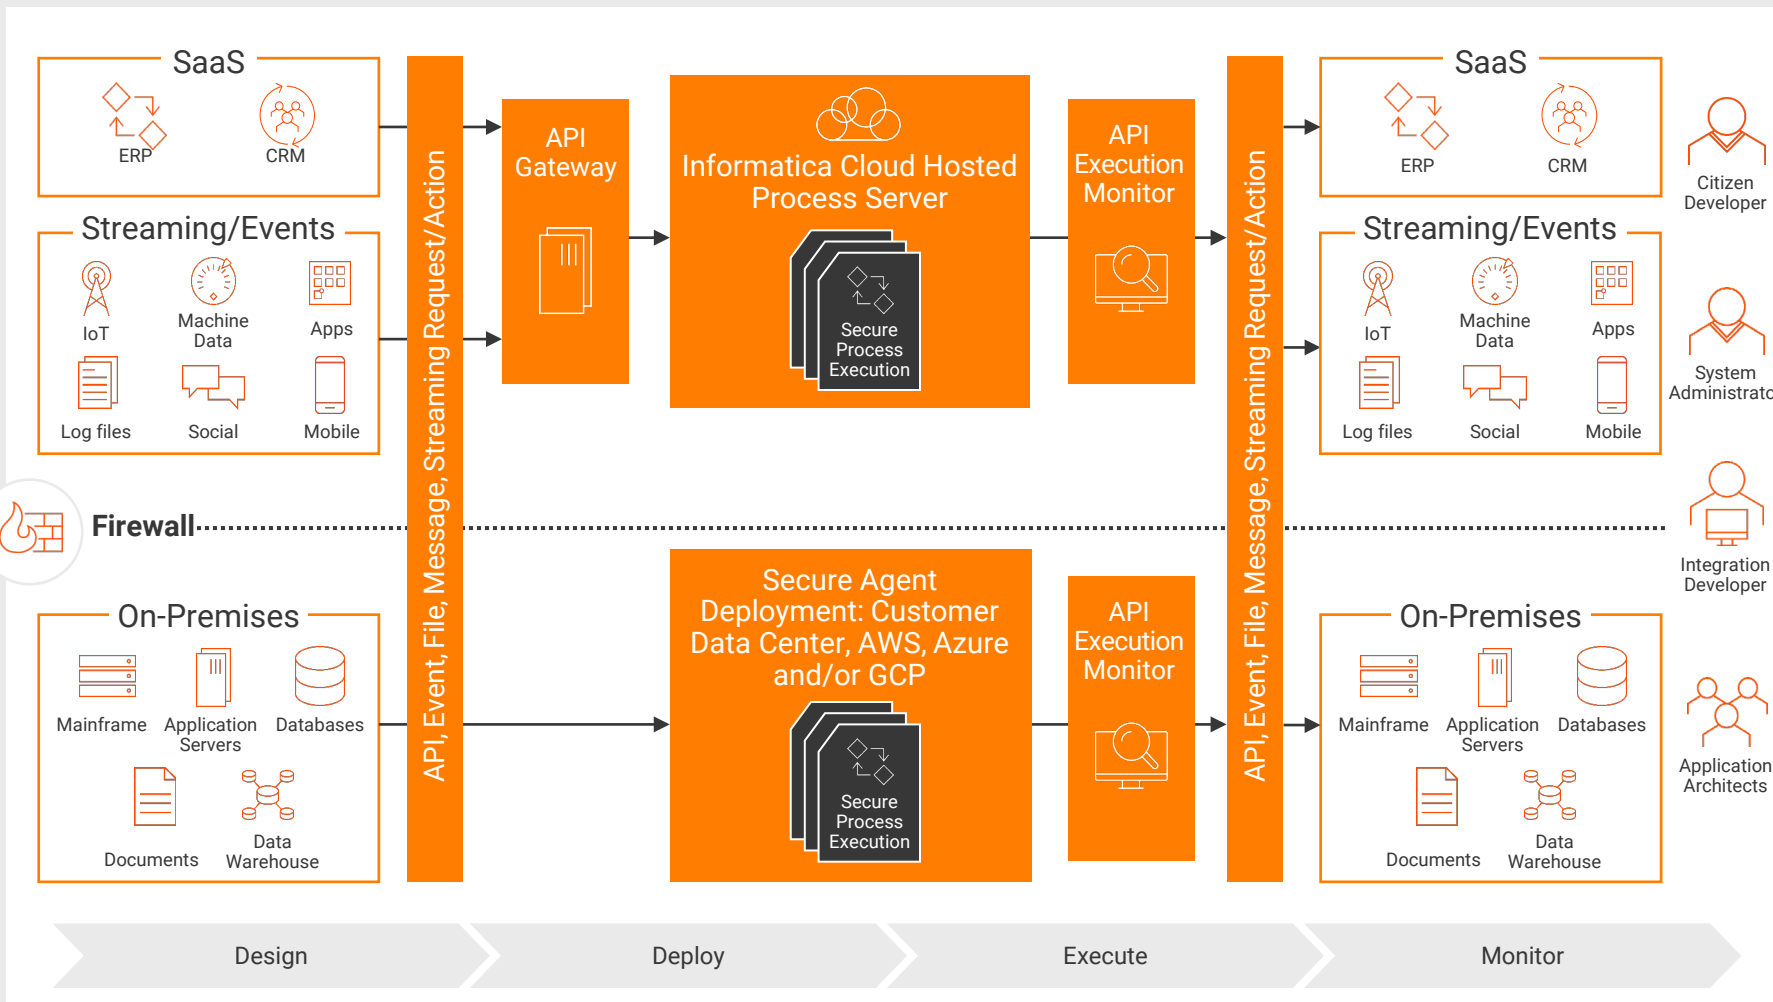 SaaS
ERP
CRM
Streaming/Events
IoT
Machine
Data
Apps
Log files
Social
Mobile
API, Event, File, Message, Streaming Request/Action
API
Gateway
Informatica Cloud Hosted
Process Server
Secure
Process
Execution
API
Execution
Monitor
API, Event, File, Message, Streaming Request/Action
SaaS
ERP
CRM
Streaming/Events
IoT
Machine
Data
Apps
Log files
Social
Mobile
Citizen
Developer
System
Administrato
Integration
Developer
Application
Architects
Firewall
On-Premises
Mainframe
Application
Servers
Databases
Documents
Data
Warehouse
Secure Agent
Deployment: Customer
Data Center, AWS, Azure
and/or GCP
Secure
Process
Execution
API
Execution
Monitor
On-Premises
Mainframe
Application
Servers
Databases
Documents
Data
Warehouse
Design
Deploy
Execute
Monitor